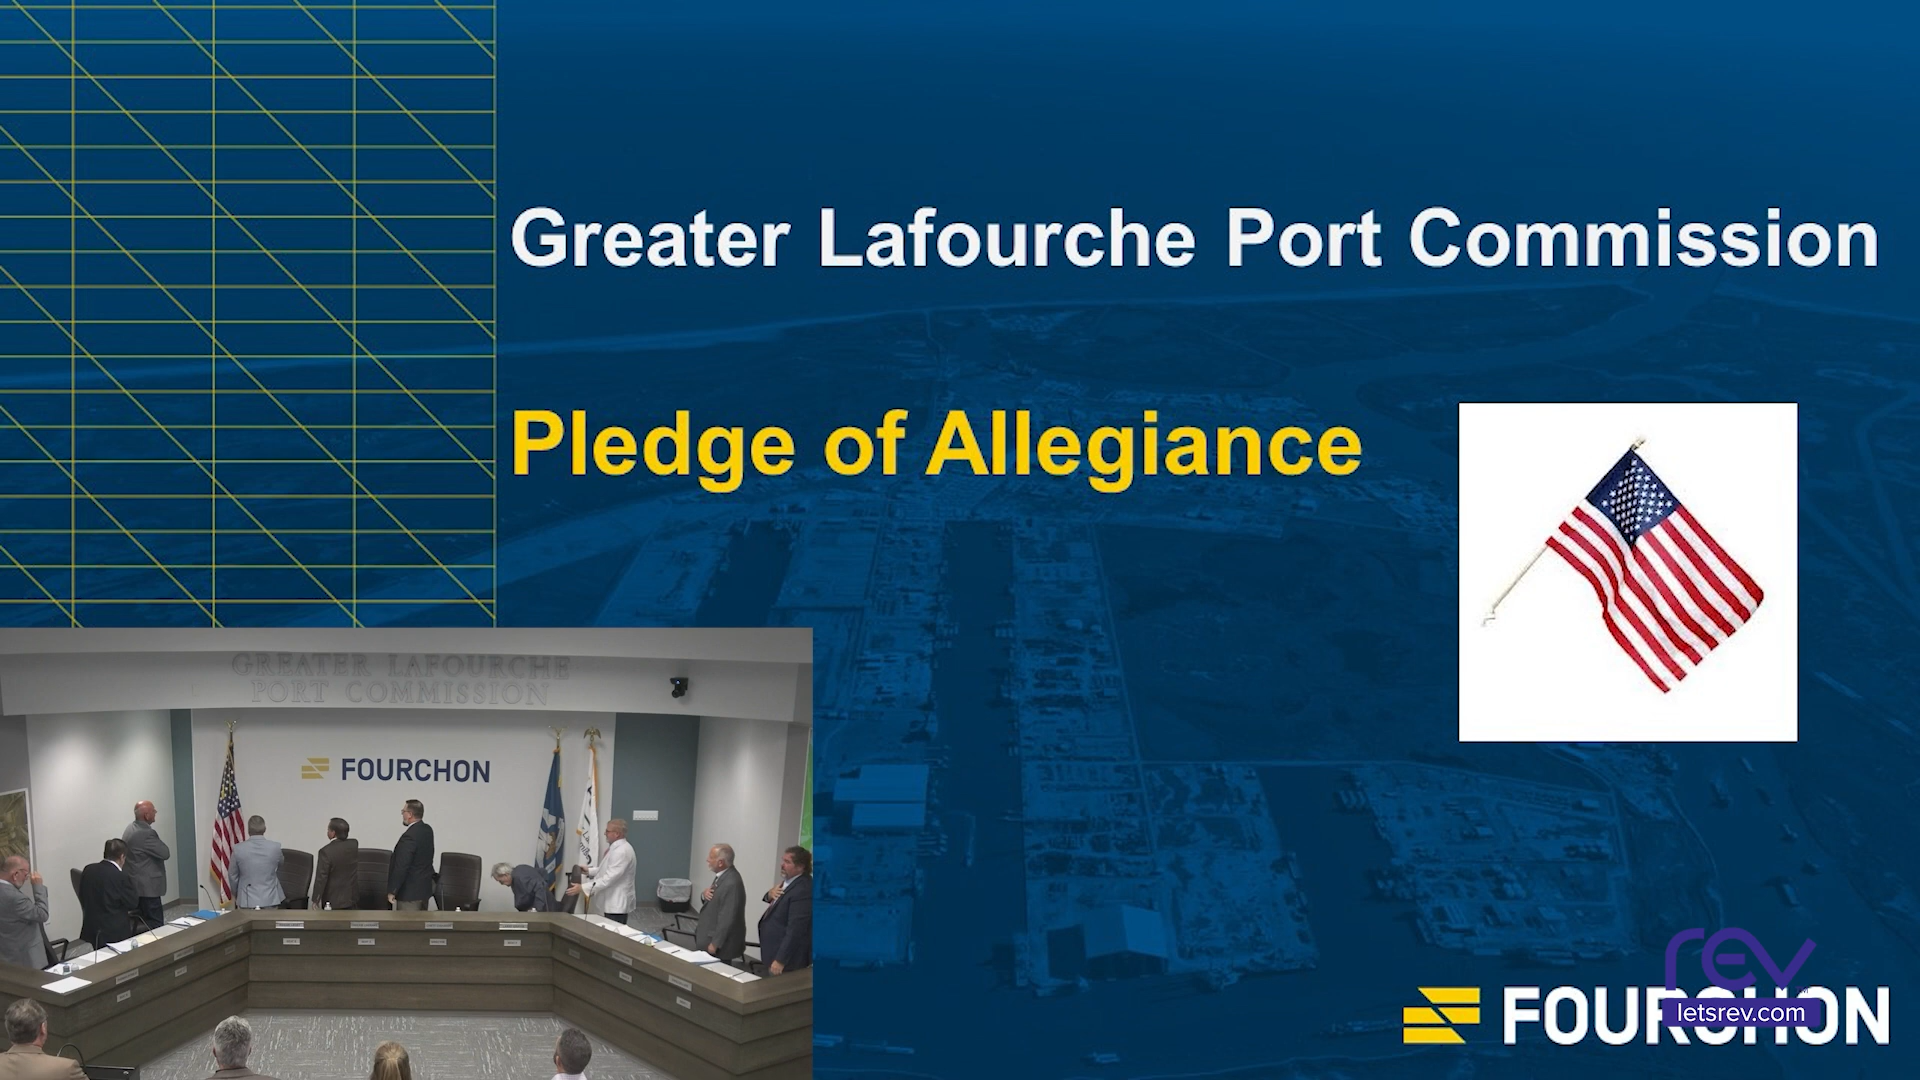 Greater Lafourche Port Commission
Pledge of Allegiance
GREATER LAFOURCHE
PORT COMMISSION
FOURCHON
rev
letsrev.com
FOURCHON